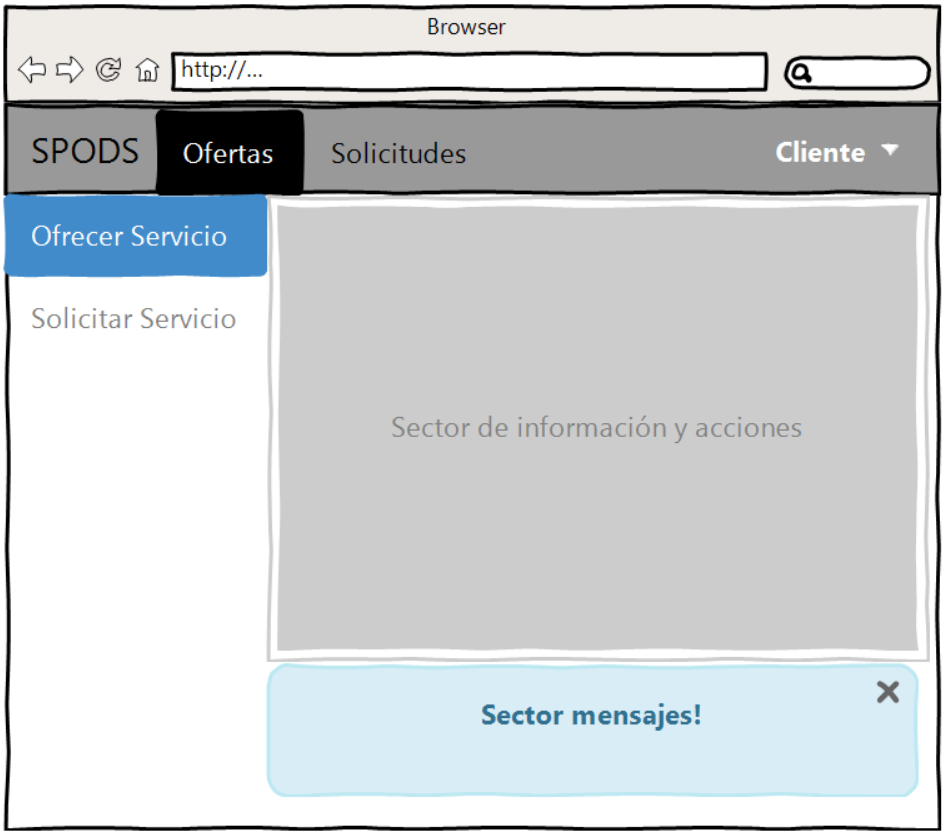 Browser
http://...
SPODS Ofertas Solicitudes Cliente
Ofrecer Servicio
Solicitar Servicio
Sector de información y acciones
Sector mensajes!